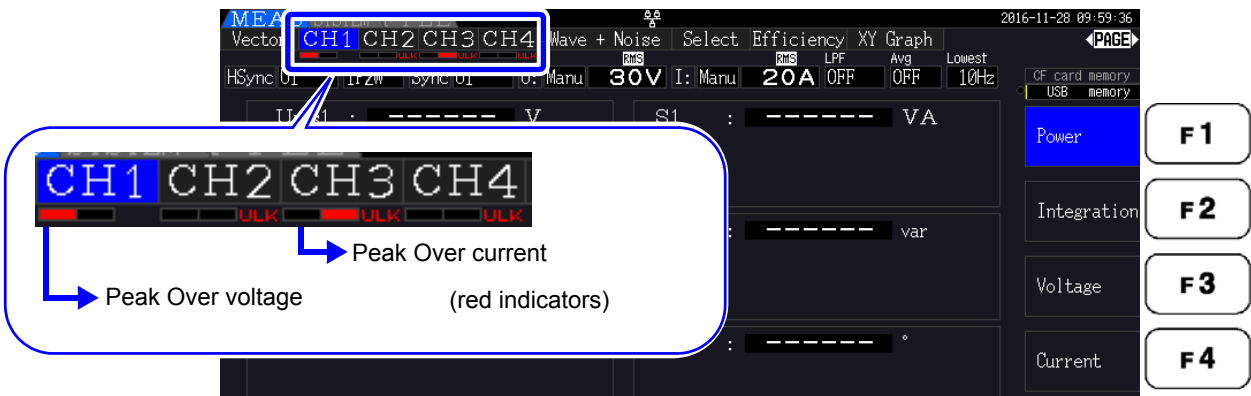 MEAS SYSTEM 2016-11-28 09:59:36
Vector CH1 CH2 CH3 CH4 Wave + Noise Select Efficiency XY Graph PAGE
ULK ULK ULK
RMS RMS LPF Avg Lowest
HSync U1 1P2W Sync U1 U: Manu 30V I: Manu 20A OFF OFF 10Hz
CF card memory
USB memory
: ------ V S1 : ------ VA
Power F1
CH1 CH2 CH3 CH4
ULK ULK ULK
Integration F2
: ------ var
Peak Over current
Peak Over voltage (red indicators)
Voltage F3
: ------ °
Current F4